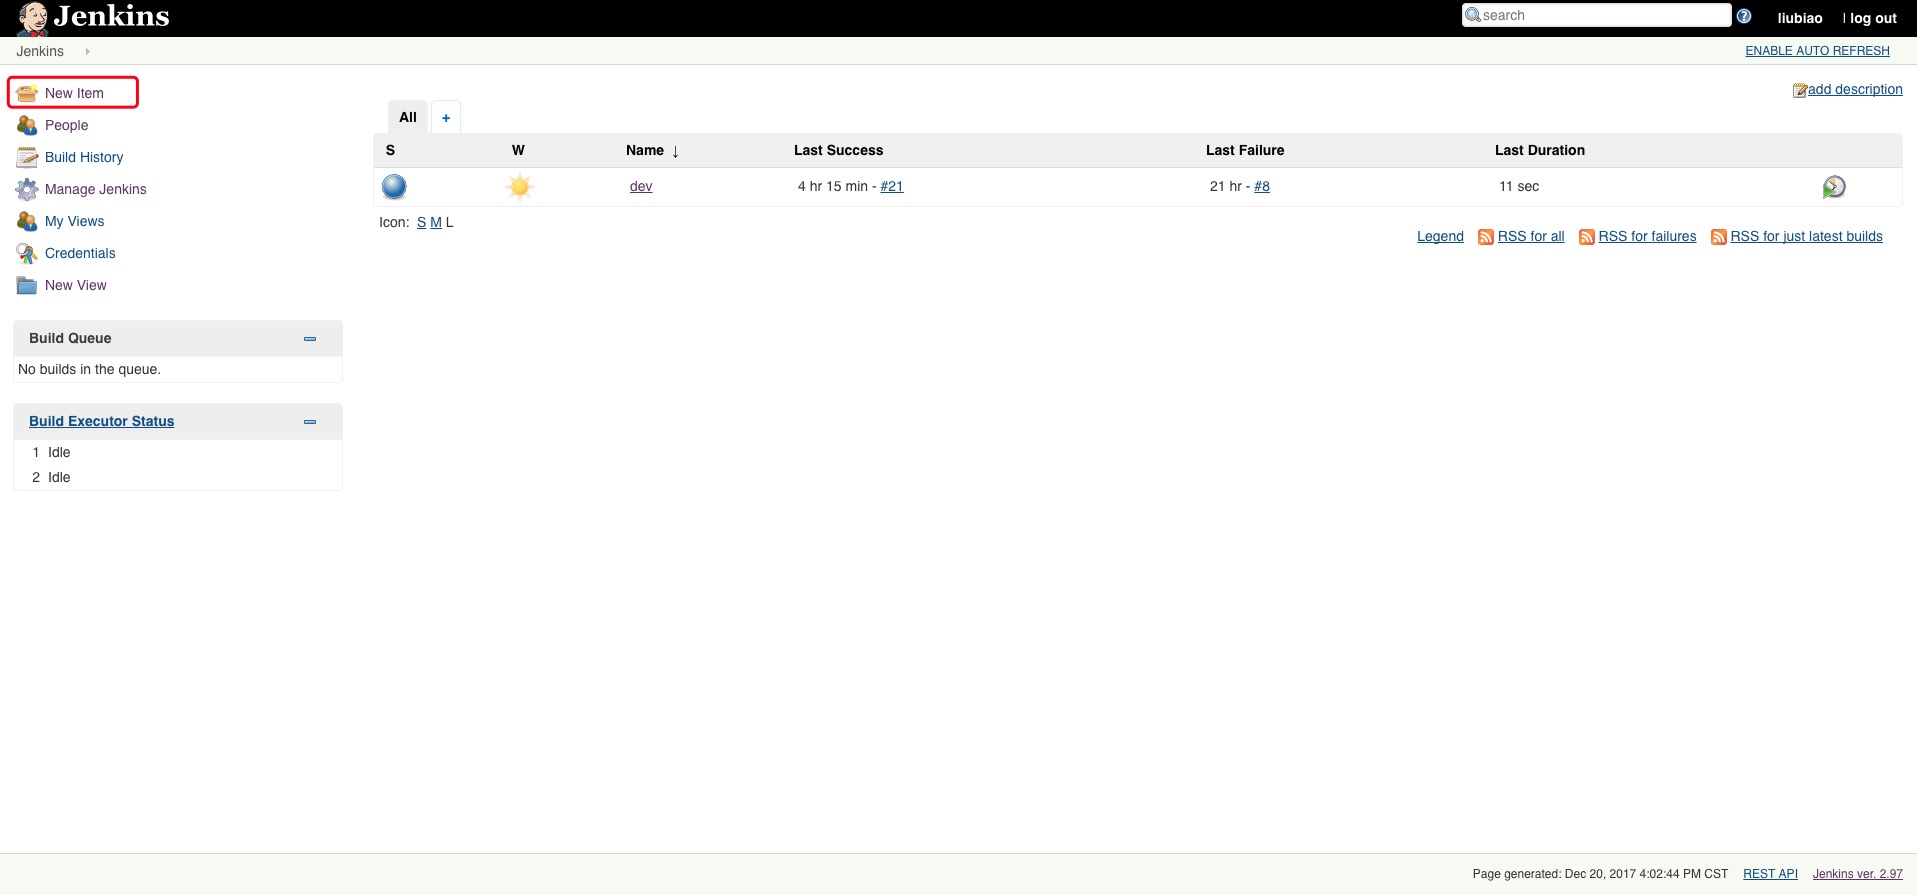 Jenkins
search
liubiao | log out
Jenkins
ENABLE AUTO REFRESH
New Item
People
Build History
Manage Jenkins
My Views
Credentials
New View
Build Queue
No builds in the queue.
Build Executor Status
1 Idle
2 Idle
add description
All +
S W Name ↓ Last Success Last Failure Last Duration
dev 4 hr 15 min - #21 21 hr - #8 11 sec
Icon: S M L
Legend RSS for all RSS for failures RSS for just latest builds
Page generated: Dec 20, 2017 4:02:44 PM CST REST API Jenkins ver. 2.97